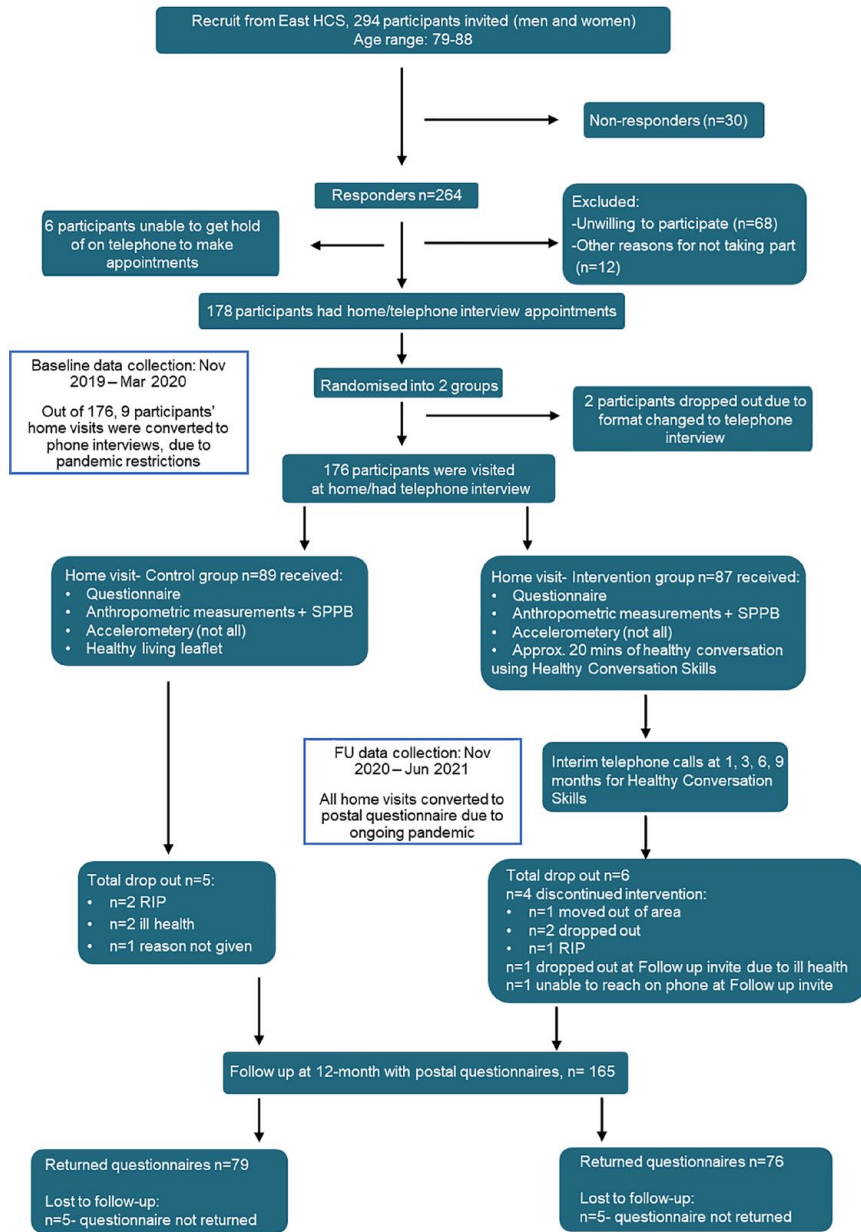 Recruit from East HCS, 294 participants invited (men and women)
Age range: 79-88
Non-responders (n=30)
Responders n=264
6 participants unable to get hold
of on telephone to make
appointments
Excluded:
-Unwilling to participate (n=68)
-Other reasons for not taking part
(n=12)
178 participants had home/telephone interview appointments
Baseline data collection: Nov
2019 – Mar 2020
Out of 176, 9 participants'
home visits were converted to
phone interviews, due to
pandemic restrictions
Randomised into 2 groups
2 participants dropped out due to
format changed to telephone
interview
176 participants were visited
at home/had telephone interview
Home visit- Control group n=89 received:
• Questionnaire
• Anthropometric measurements + SPPB
• Accelerometery (not all)
• Healthy living leaflet
Home visit- Intervention group n=87 received:
• Questionnaire
• Anthropometric measurements + SPPB
• Accelerometery (not all)
• Approx. 20 mins of healthy conversation
using Healthy Conversation Skills
FU data collection: Nov
2020 – Jun 2021
All home visits converted to
postal questionnaire due to
ongoing pandemic
Interim telephone calls at 1, 3, 6, 9
months for Healthy Conversation
Skills
Total drop out n=5:
• n=2 RIP
• n=2 ill health
• n=1 reason not given
Total drop out n=6
n=4 discontinued intervention:
• n=1 moved out of area
• n=2 dropped out
• n=1 RIP
n=1 dropped out at Follow up invite due to ill health
n=1 unable to reach on phone at Follow up invite
Follow up at 12-month with postal questionnaires, n= 165
Returned questionnaires n=79
Lost to follow-up:
n=5- questionnaire not returned
Returned questionnaires n=76
Lost to follow-up:
n=5- questionnaire not returned